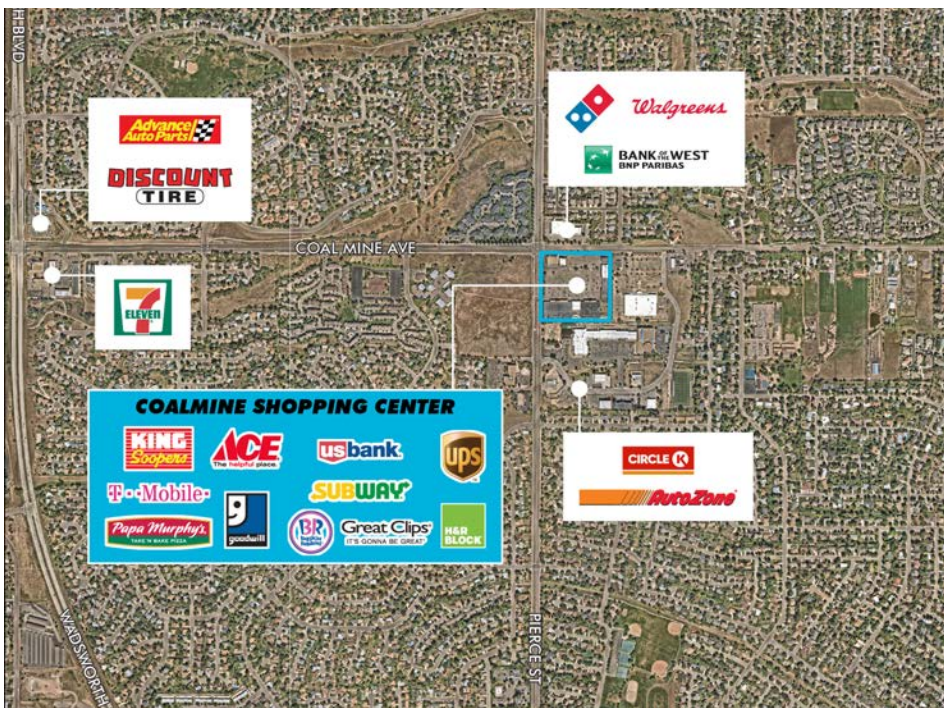 H BLVD
Advance
Auto Parts
DISCOUNT
TIRE
Walgreens
BANK OF THE WEST
BNP PARIBAS
COAL MINE AVE
7
ELEVEN
COALMINE SHOPPING CENTER
KING
Soopers
ACE
The helpful place.
usbank
ups
T··Mobile·
SUBWAY
Papa Murphy's
TAKE 'N' BAKE PIZZA
goodwill
BR
Great Clips
IT'S GONNA BE GREAT
H&R
BLOCK
CIRCLE K
AutoZone
WADSWORTH
PIERCE ST